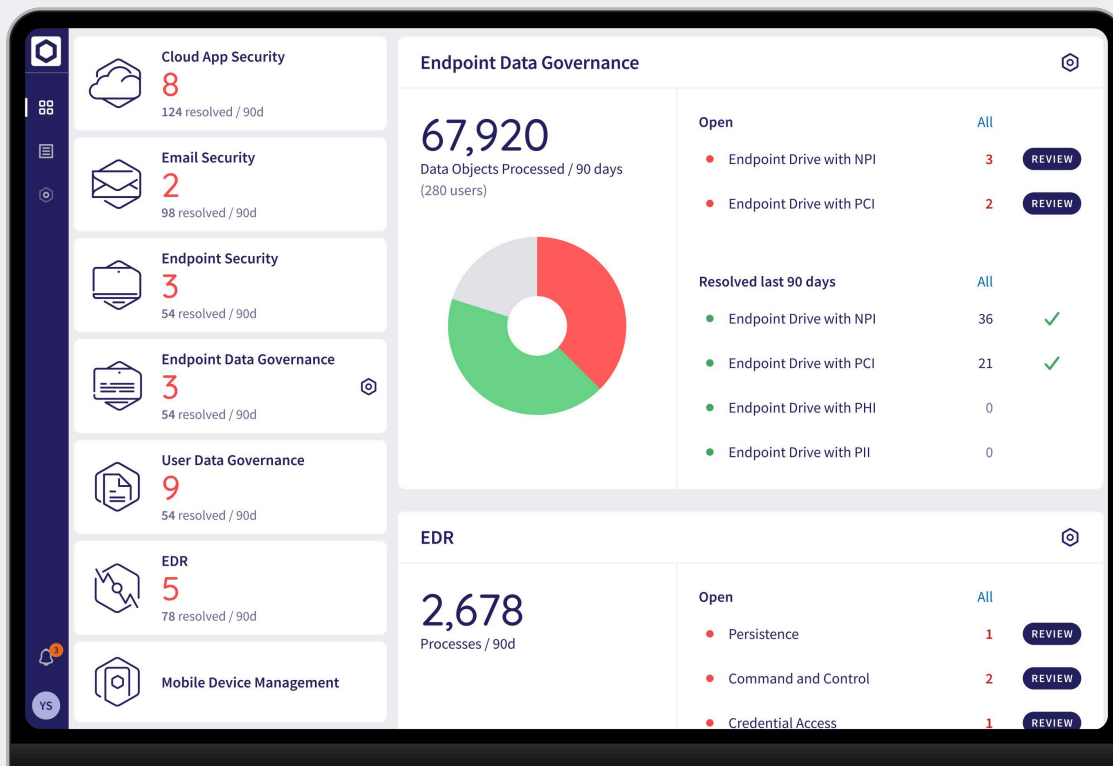 Cloud App Security
8
124 resolved / 90d
Email Security
2
98 resolved / 90d
Endpoint Security
3
54 resolved / 90d
Endpoint Data Governance
3
54 resolved / 90d
User Data Governance
9
54 resolved / 90d
EDR
5
78 resolved / 90d
Mobile Device Management
3
YS
Endpoint Data Governance
67,920
Data Objects Processed / 90 days
(280 users)
Open All
Endpoint Drive with NPI 3 REVIEW
Endpoint Drive with PCI 2 REVIEW
Resolved last 90 days All
Endpoint Drive with NPI 36
Endpoint Drive with PCI 21
Endpoint Drive with PHI 0
Endpoint Drive with PII 0
EDR
2,678
Processes / 90d
Open All
Persistence 1 REVIEW
Command and Control 2 REVIEW
Credential Access 1 REVIEW